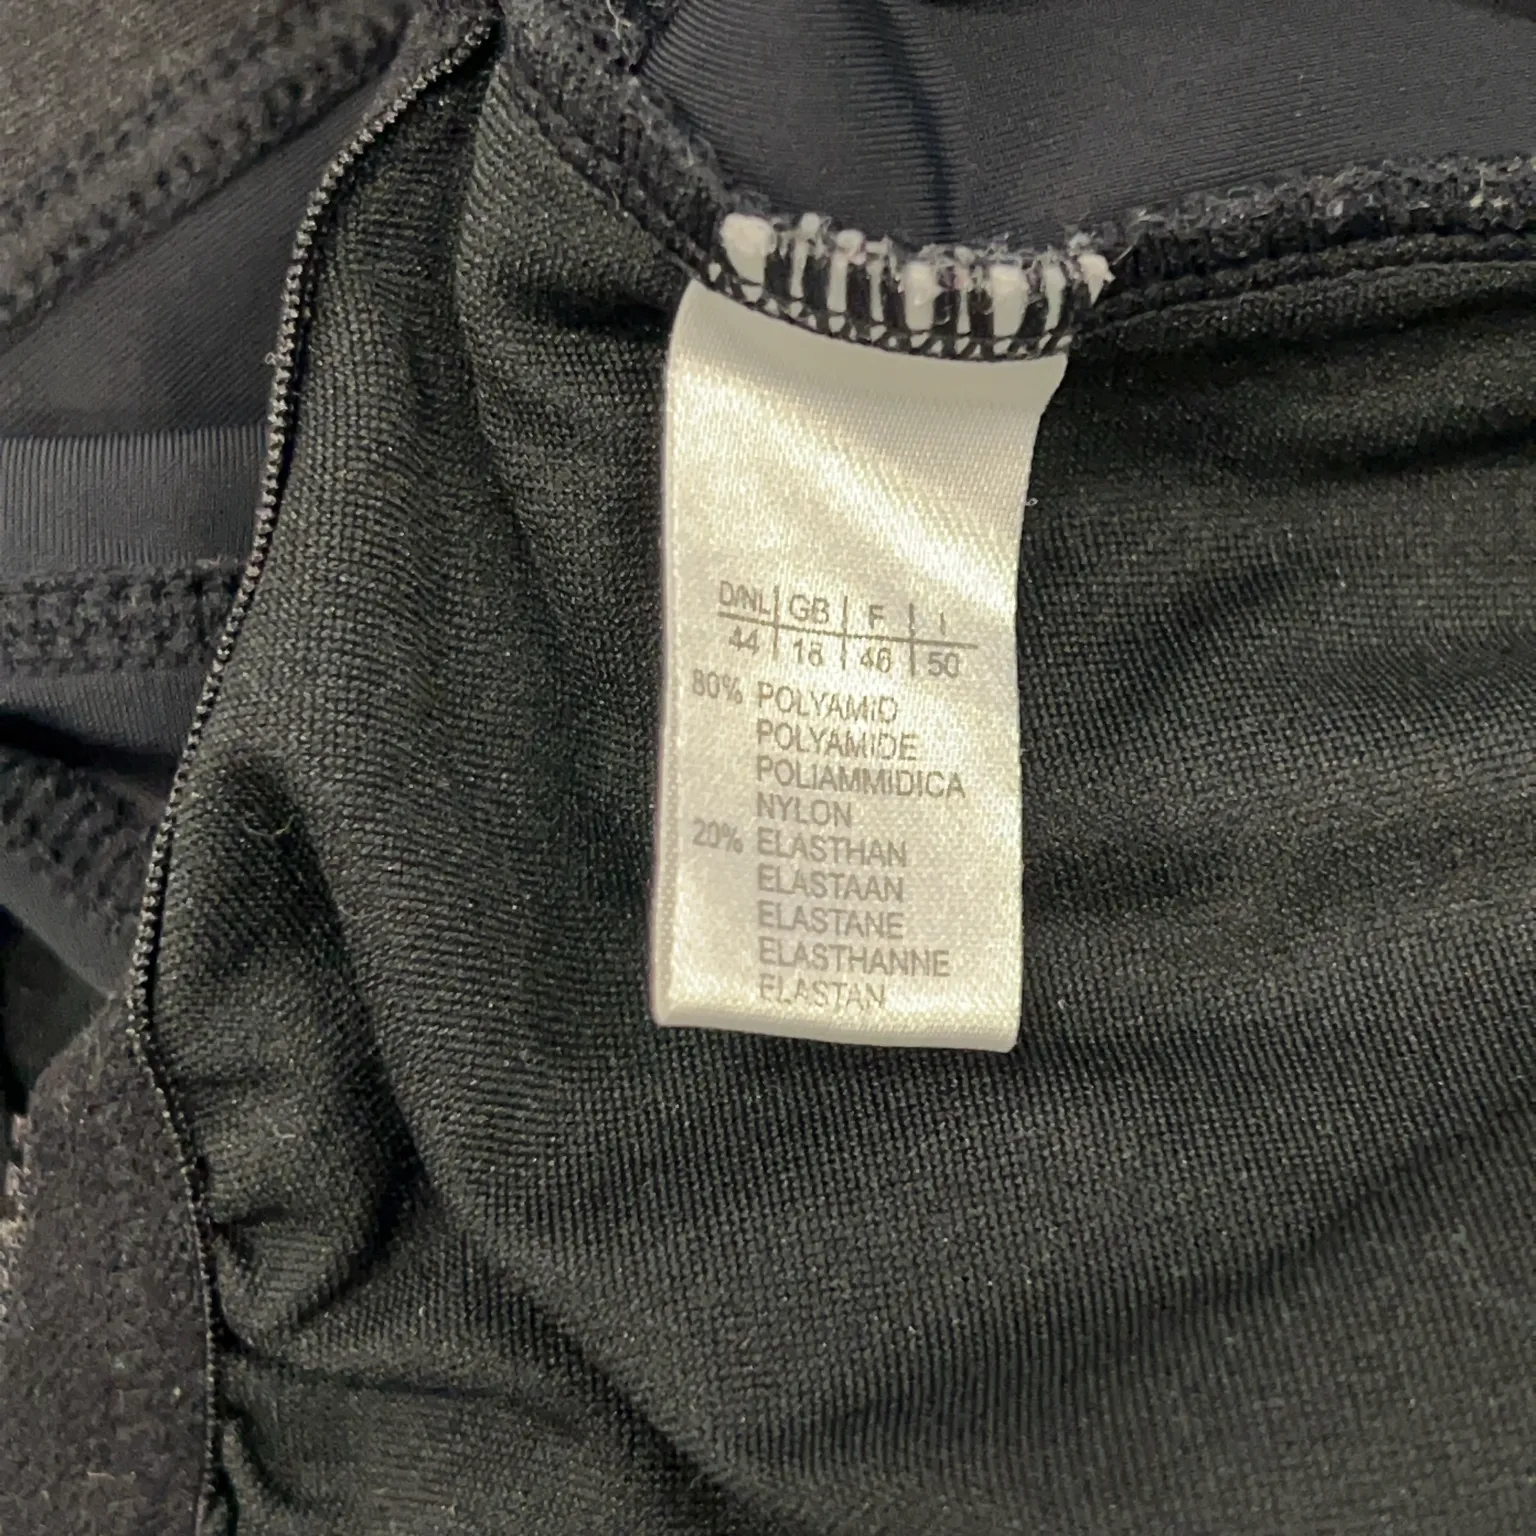 D/NL GB F I
44 18 46 50
80% POLYAMID
POLYAMIDE
POLIAMMIDICA
NYLON
20% ELASTHAN
ELASTAAN
ELASTANE
ELASTHANNE
ELASTAN